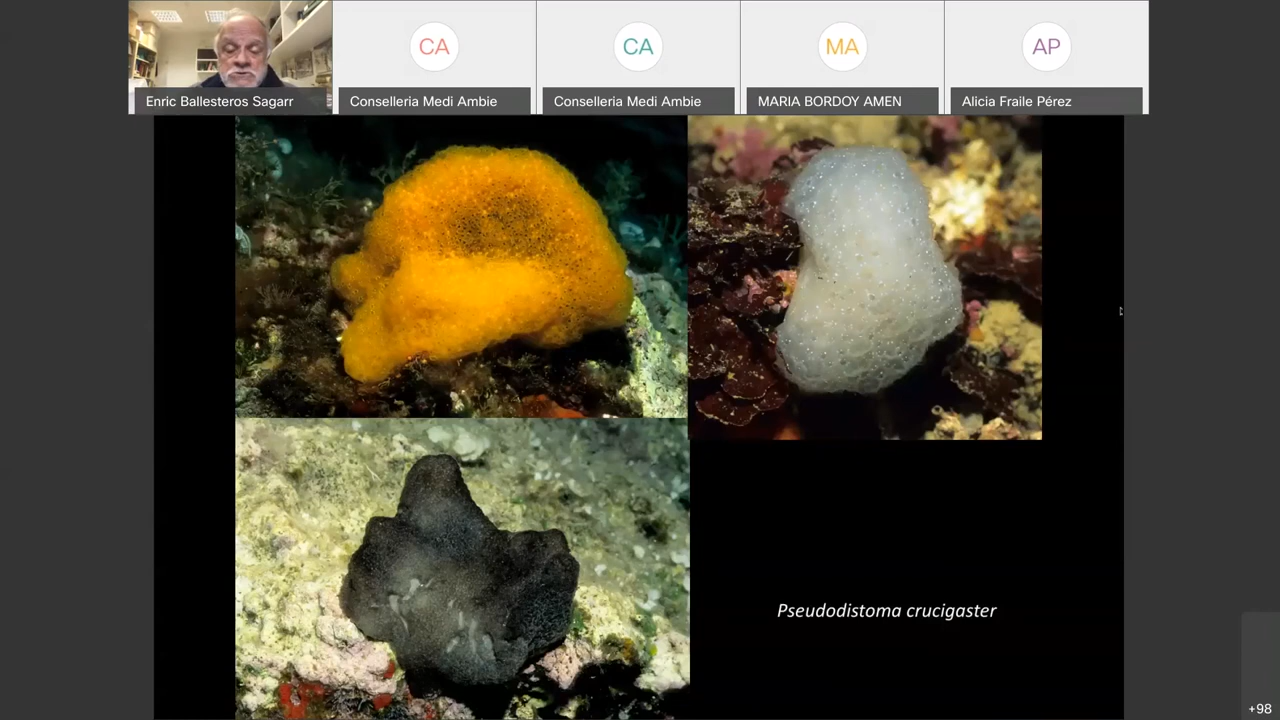 CA
CA
MA
AP
Enric Ballesteros Sagarr
Conselleria Medi Ambie
Conselleria Medi Ambie
MARIA BORDOY AMEN
Alicia Fraile Pérez
Pseudodistoma crucigaster
+98